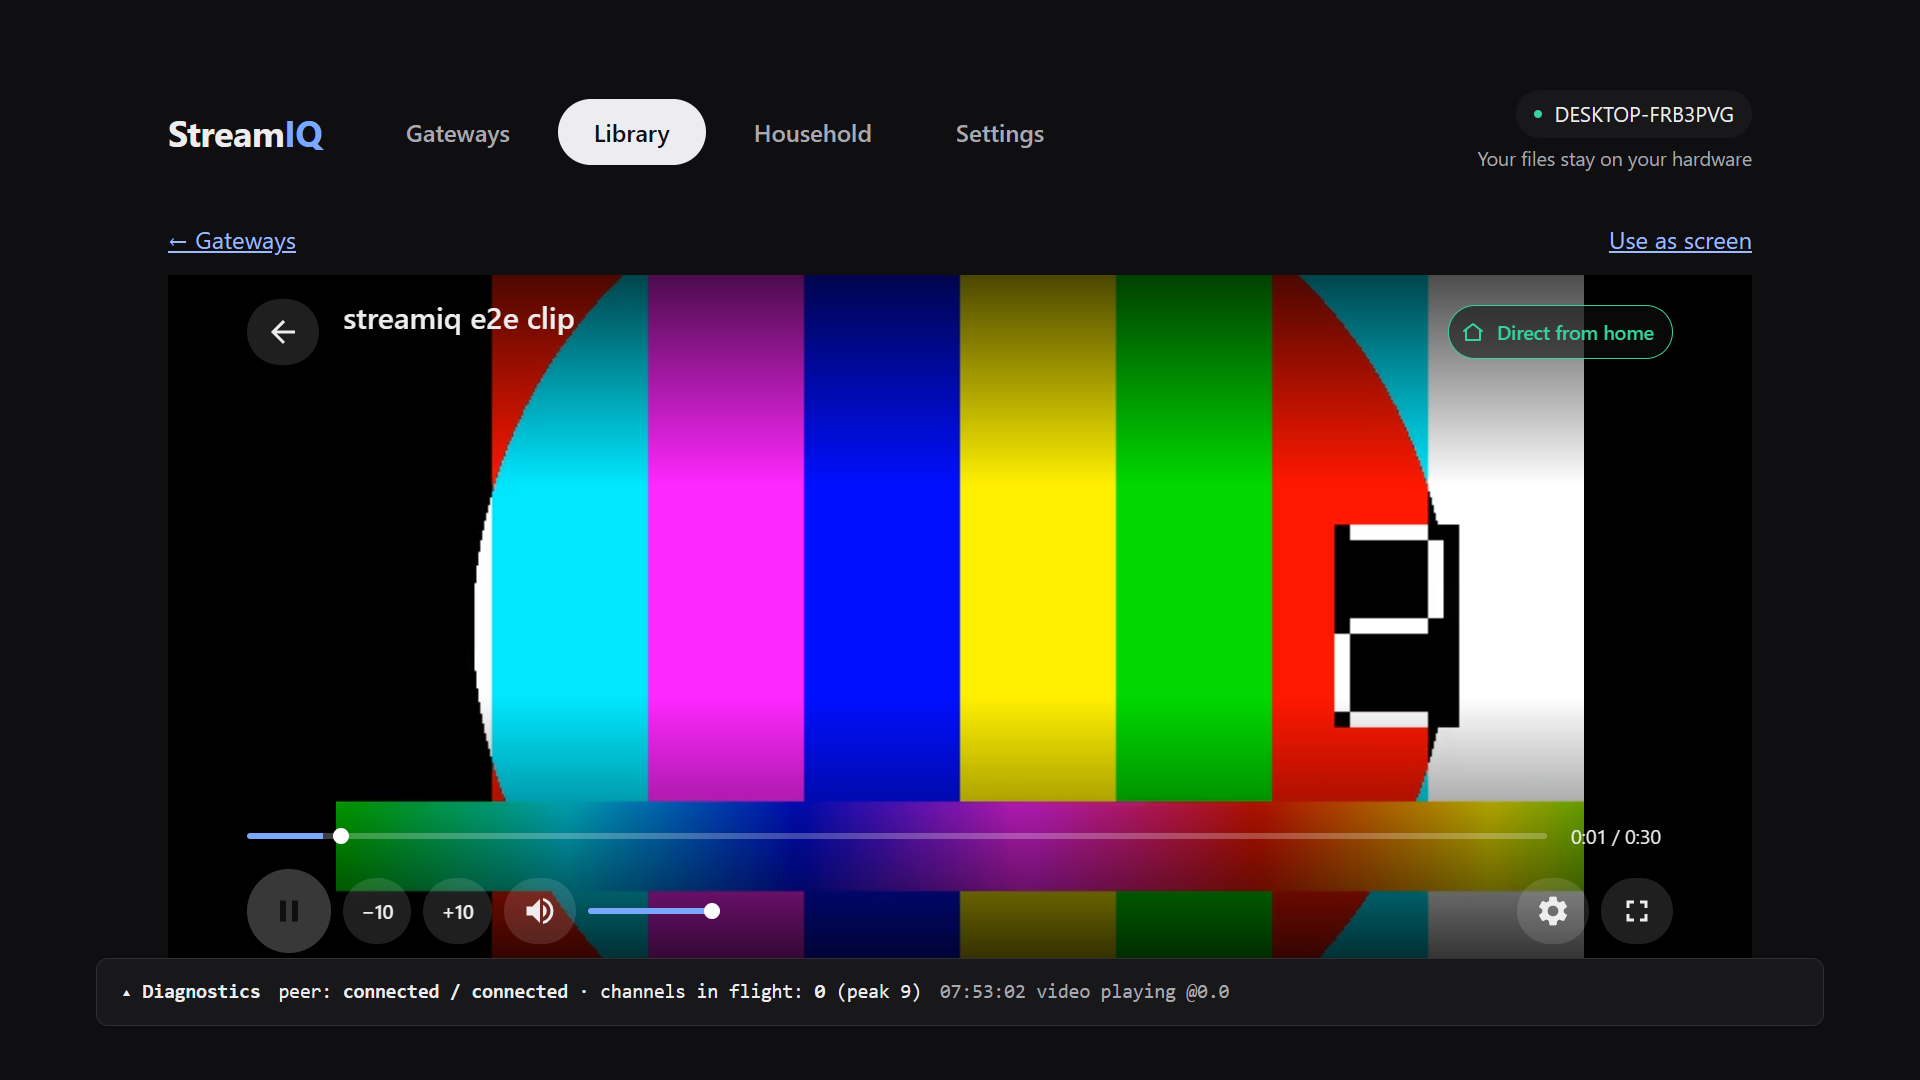 StreamIQ
Gateways
Library
Household
Settings
DESKTOP-FRB3PVG
Your files stay on your hardware
← Gateways
Use as screen
streamiq e2e clip
Direct from home
2
0:01 / 0:30
−10
+10
▴ Diagnostics peer: connected / connected · channels in flight: 0 (peak 9) 07:53:02 video playing @0.0